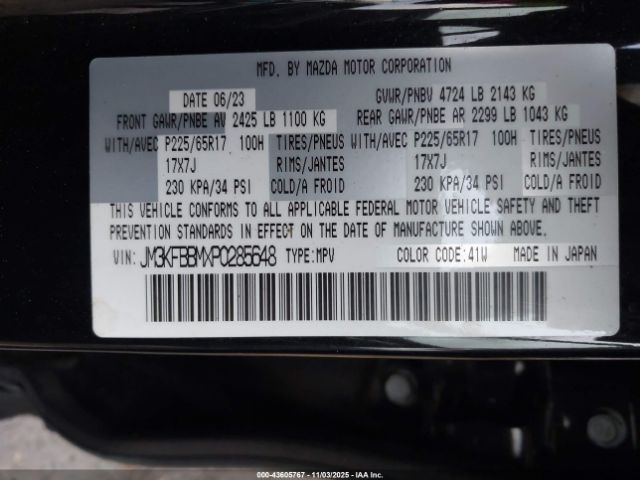 MFD. BY MAZDA MOTOR CORPORATION
DATE 06/23 GVWR/PNBV 4724 LB 2143 KG
FRONT GAWR/PNBE AV 2425 LB 1100 KG REAR GAWR/PNBE AR 2299 LB 1043 KG
WITH/AVEC P225/65R17 100H TIRES/PNEUS WITH/AVEC P225/65R17 100H TIRES/PNEUS
17X7J RIMS/JANTES 17X7J RIMS/JANTES
230 KPA/34 PSI COLD/A FROID 230 KPA/34 PSI COLD/A FROID
THIS VEHICLE CONFORMS TO ALL APPLICABLE FEDERAL MOTOR VEHICLE SAFETY AND THEFT
PREVENTION STANDARDS IN EFFECT ON THE DATE OF MANUFACTURE SHOWN ABOVE.
VIN: JM3KFBBMXP0285648 TYPE:MPV COLOR CODE:41W MADE IN JAPAN
000-43605767 - 11/03/2025 - IAAI.COM